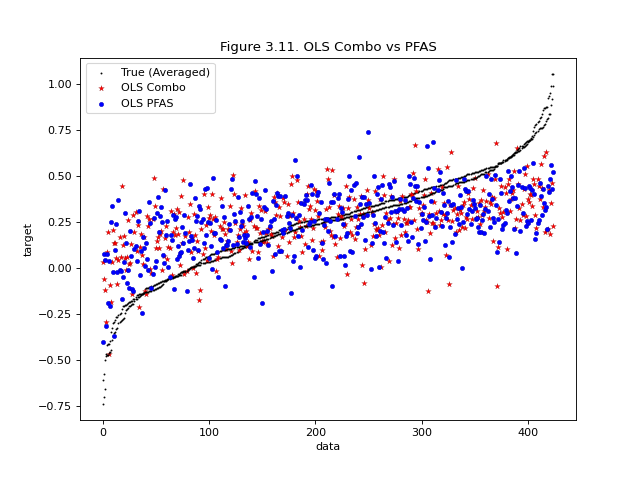 Figure 3.11. OLS Combo vs PFAS
True (Averaged)
OLS Combo
OLS PFAS
target
1.00
0.75
0.50
0.25
0.00
−0.25
−0.50
−0.75
0
100
200
300
400
data